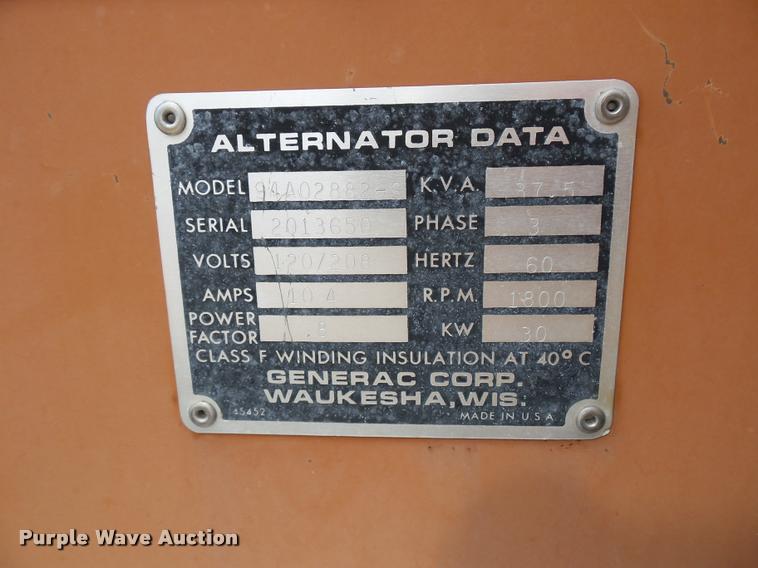 ALTERNATOR DATA
MODEL 94A02882-S K.V.A. 37.5
SERIAL 2013650 PHASE 3
VOLTS 120/208 HERTZ 60
AMPS 104 R.P.M. 1800
POWER FACTOR .8 KW 30
CLASS F WINDING INSULATION AT 40° C
GENERAC CORP.
WAUKESHA, WIS.
45452 MADE IN U.S.A.
Purple Wave Auction